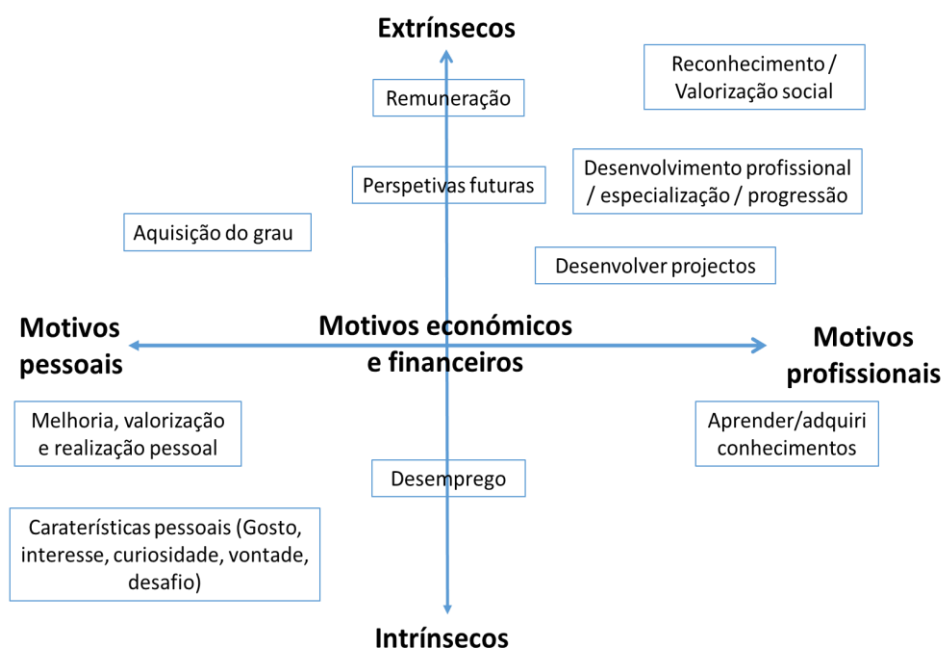 Extrínsecos
Reconhecimento /
Valorização social
Remuneração
Desenvolvimento profissional
/ especialização / progressão
Perspetivas futuras
Aquisição do grau
Desenvolver projectos
Motivos
pessoais
Motivos económicos
e financeiros
Motivos
profissionais
Melhoria, valorização
e realização pessoal
Aprender/adquiri
conhecimentos
Desemprego
Caraterísticas pessoais (Gosto,
interesse, curiosidade, vontade,
desafio)
Intrínsecos